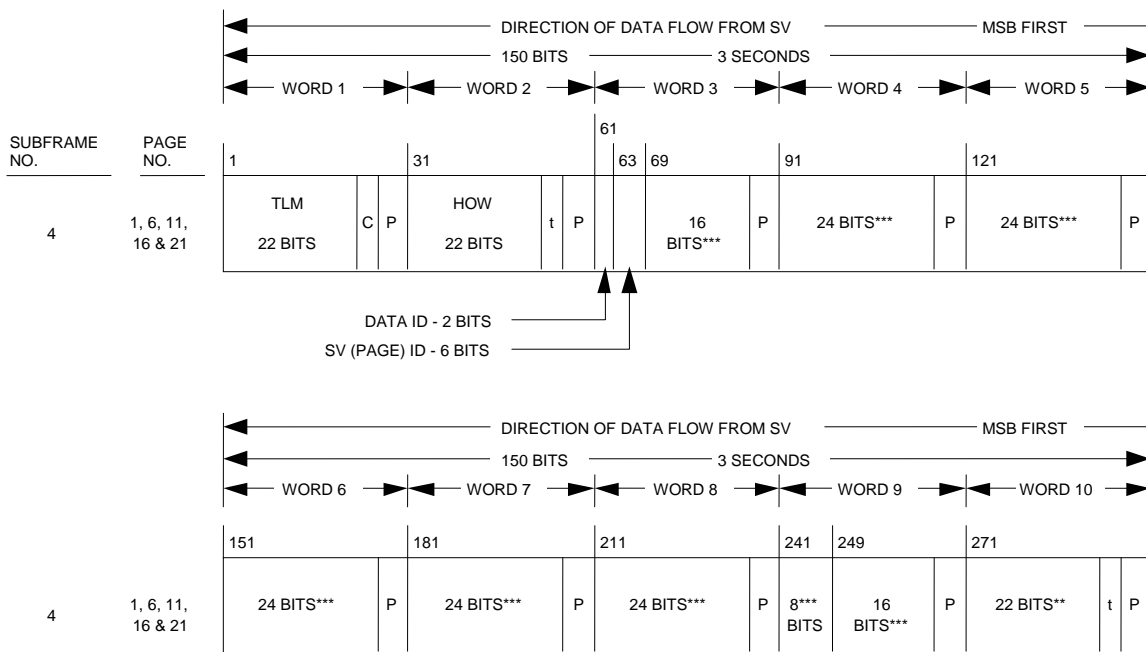 DIRECTION OF DATA FLOW FROM SV MSB FIRST
150 BITS 3 SECONDS
WORD 1 WORD 2 WORD 3 WORD 4 WORD 5
SUBFRAME NO.
PAGE NO.
1 31 61 63 69 91 121
4
1, 6, 11,
16 & 21
TLM
22 BITS
C
P
HOW
22 BITS
t
P
16
BITS***
P
24 BITS***
P
24 BITS***
P
DATA ID - 2 BITS
SV (PAGE) ID - 6 BITS
DIRECTION OF DATA FLOW FROM SV MSB FIRST
150 BITS 3 SECONDS
WORD 6 WORD 7 WORD 8 WORD 9 WORD 10
151 181 211 241 249 271
4
1, 6, 11,
16 & 21
24 BITS***
P
24 BITS***
P
24 BITS***
P
8***
BITS
16
BITS***
P
22 BITS**
t
P